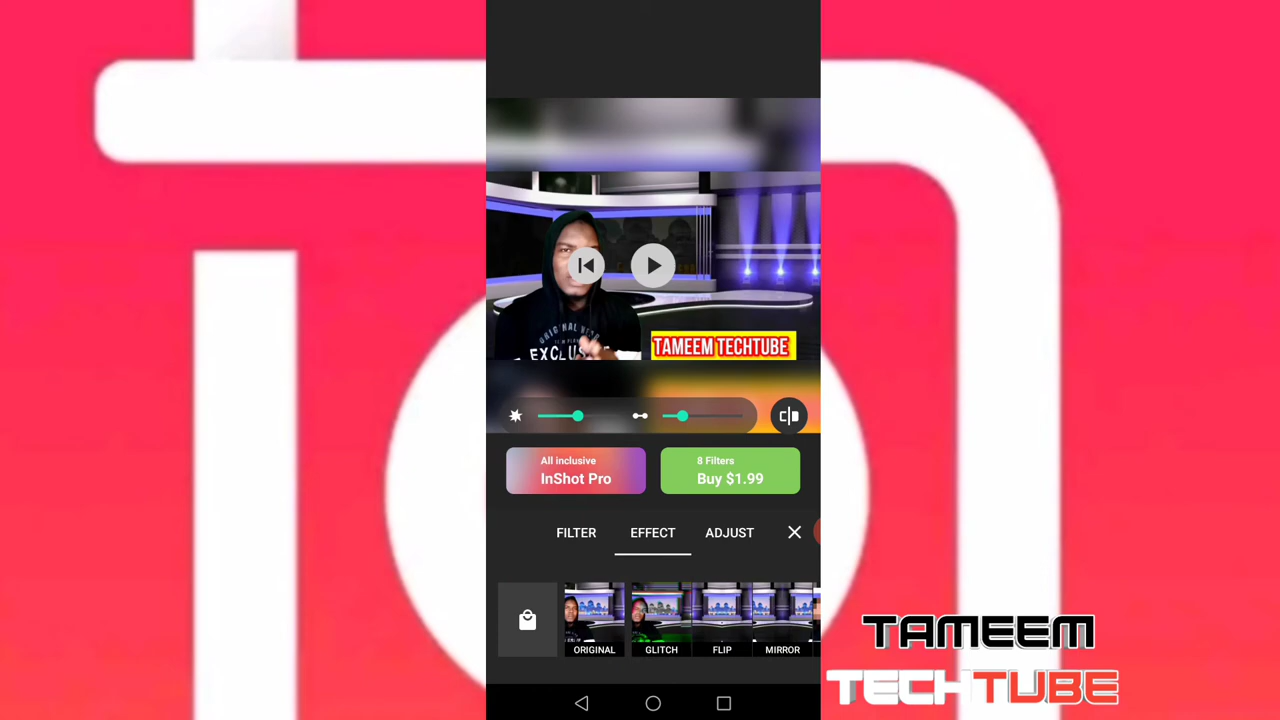 EXCLUS
TAMEEM TECHTUBE
All inclusive
InShot Pro
8 Filters
Buy $1.99
FILTER
EFFECT
ADJUST
ORIGINAL
GLITCH
FLIP
MIRROR
TAMEEM
TECHTUBE